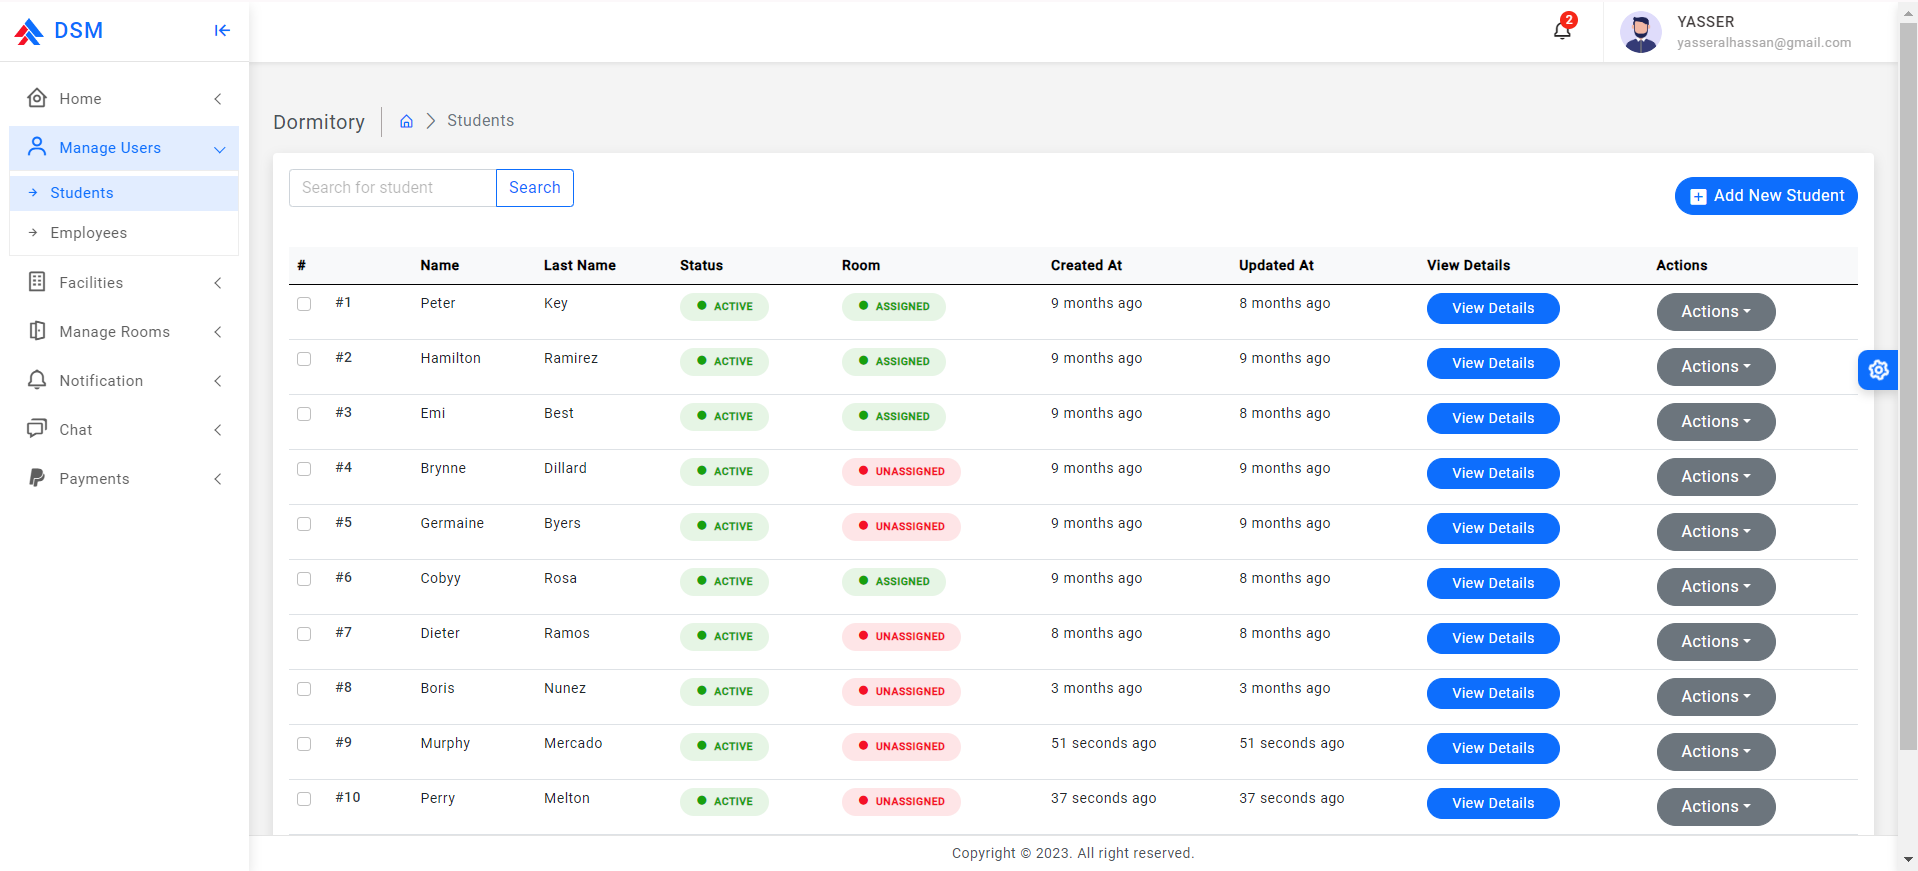 DSM
2
YASSER
yasseralhassan@gmail.com
Home
Manage Users
Students
Employees
Facilities
Manage Rooms
Notification
Chat
Payments
Dormitory Students
Search for student Search
Add New Student
# Name Last Name Status Room Created At Updated At View Details Actions
#1 Peter Key ACTIVE ASSIGNED 9 months ago 8 months ago View Details Actions
#2 Hamilton Ramirez ACTIVE ASSIGNED 9 months ago 9 months ago View Details Actions
#3 Emi Best ACTIVE ASSIGNED 9 months ago 8 months ago View Details Actions
#4 Brynne Dillard ACTIVE UNASSIGNED 9 months ago 9 months ago View Details Actions
#5 Germaine Byers ACTIVE UNASSIGNED 9 months ago 9 months ago View Details Actions
#6 Cobyy Rosa ACTIVE ASSIGNED 9 months ago 8 months ago View Details Actions
#7 Dieter Ramos ACTIVE UNASSIGNED 8 months ago 8 months ago View Details Actions
#8 Boris Nunez ACTIVE UNASSIGNED 3 months ago 3 months ago View Details Actions
#9 Murphy Mercado ACTIVE UNASSIGNED 51 seconds ago 51 seconds ago View Details Actions
#10 Perry Melton ACTIVE UNASSIGNED 37 seconds ago 37 seconds ago View Details Actions
Copyright © 2023. All right reserved.